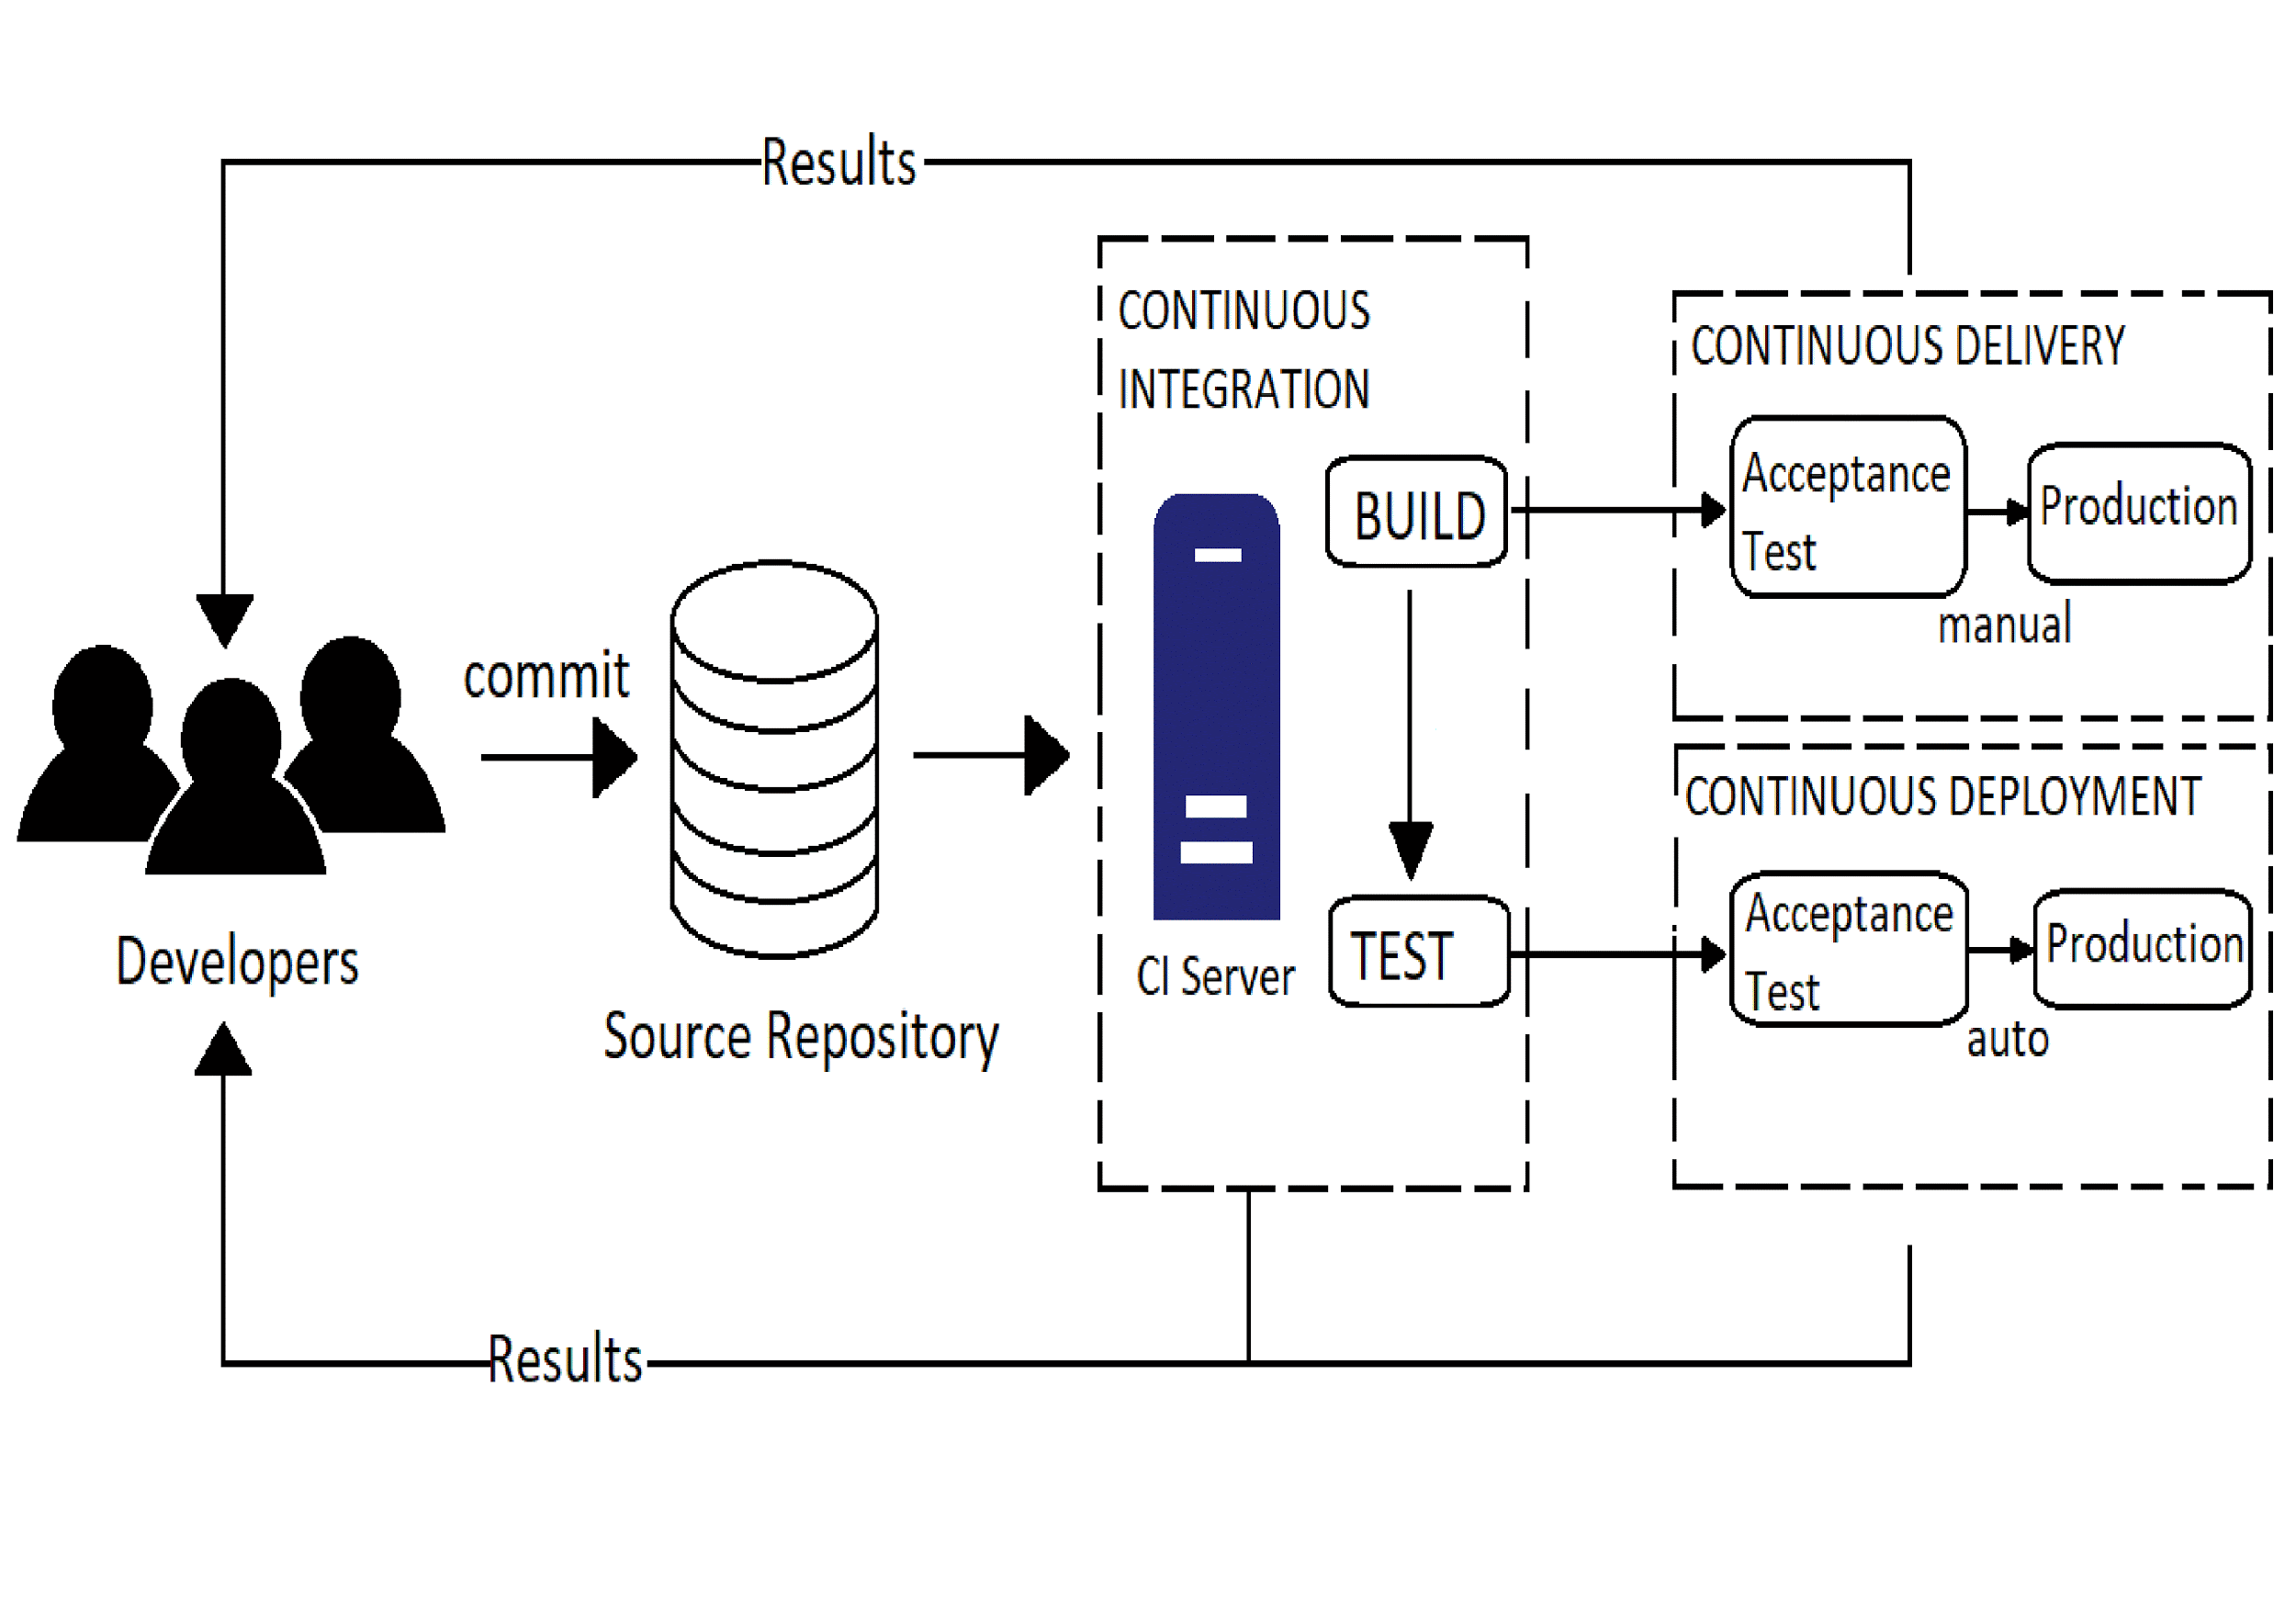 Results
CONTINUOUS
INTEGRATION
CONTINUOUS DELIVERY
BUILD
Acceptance
Test
Production
manual
commit
CONTINUOUS DEPLOYMENT
TEST
Acceptance
Test
Production
auto
Developers
CI Server
Source Repository
Results